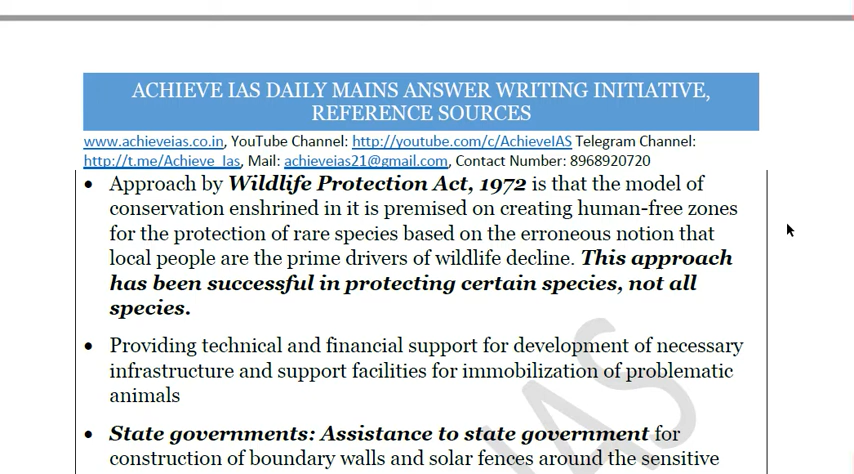 ACHIEVE IAS DAILY MAINS ANSWER WRITING INITIATIVE,
REFERENCE SOURCES
www.achieveias.co.in, YouTube Channel: http://youtube.com/c/AchieveIAS Telegram Channel:
http://t.me/Achieve_Ias, Mail: achieveias21@gmail.com, Contact Number: 8968920720
• Approach by Wildlife Protection Act, 1972 is that the model of
conservation enshrined in it is premised on creating human-free zones
for the protection of rare species based on the erroneous notion that
local people are the prime drivers of wildlife decline. This approach
has been successful in protecting certain species, not all
species.
• Providing technical and financial support for development of necessary
infrastructure and support facilities for immobilization of problematic
animals
• State governments: Assistance to state government for
construction of boundary walls and solar fences around the sensitive
IAS